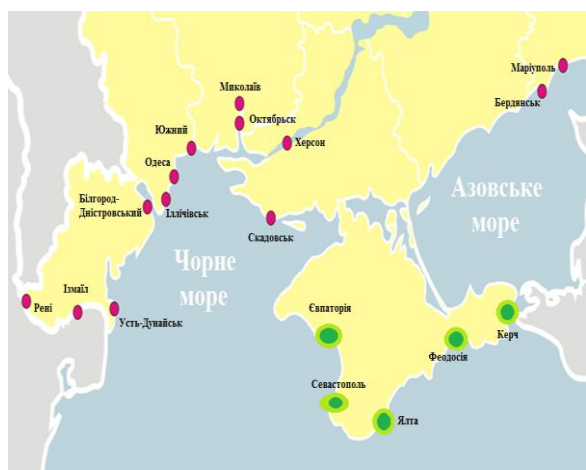 Маріуполь
Миколаїв
Бердянськ
Октябрьск
Южний
Херсон
Одеса
Білгород-
Дністровський
Іллічівськ
Азовське
море
Скадовськ
Чорне
море
Рені
Ізмаїл
Усть-Дунайськ
Євпаторія
Керч
Феодосія
Севастополь
Ялта